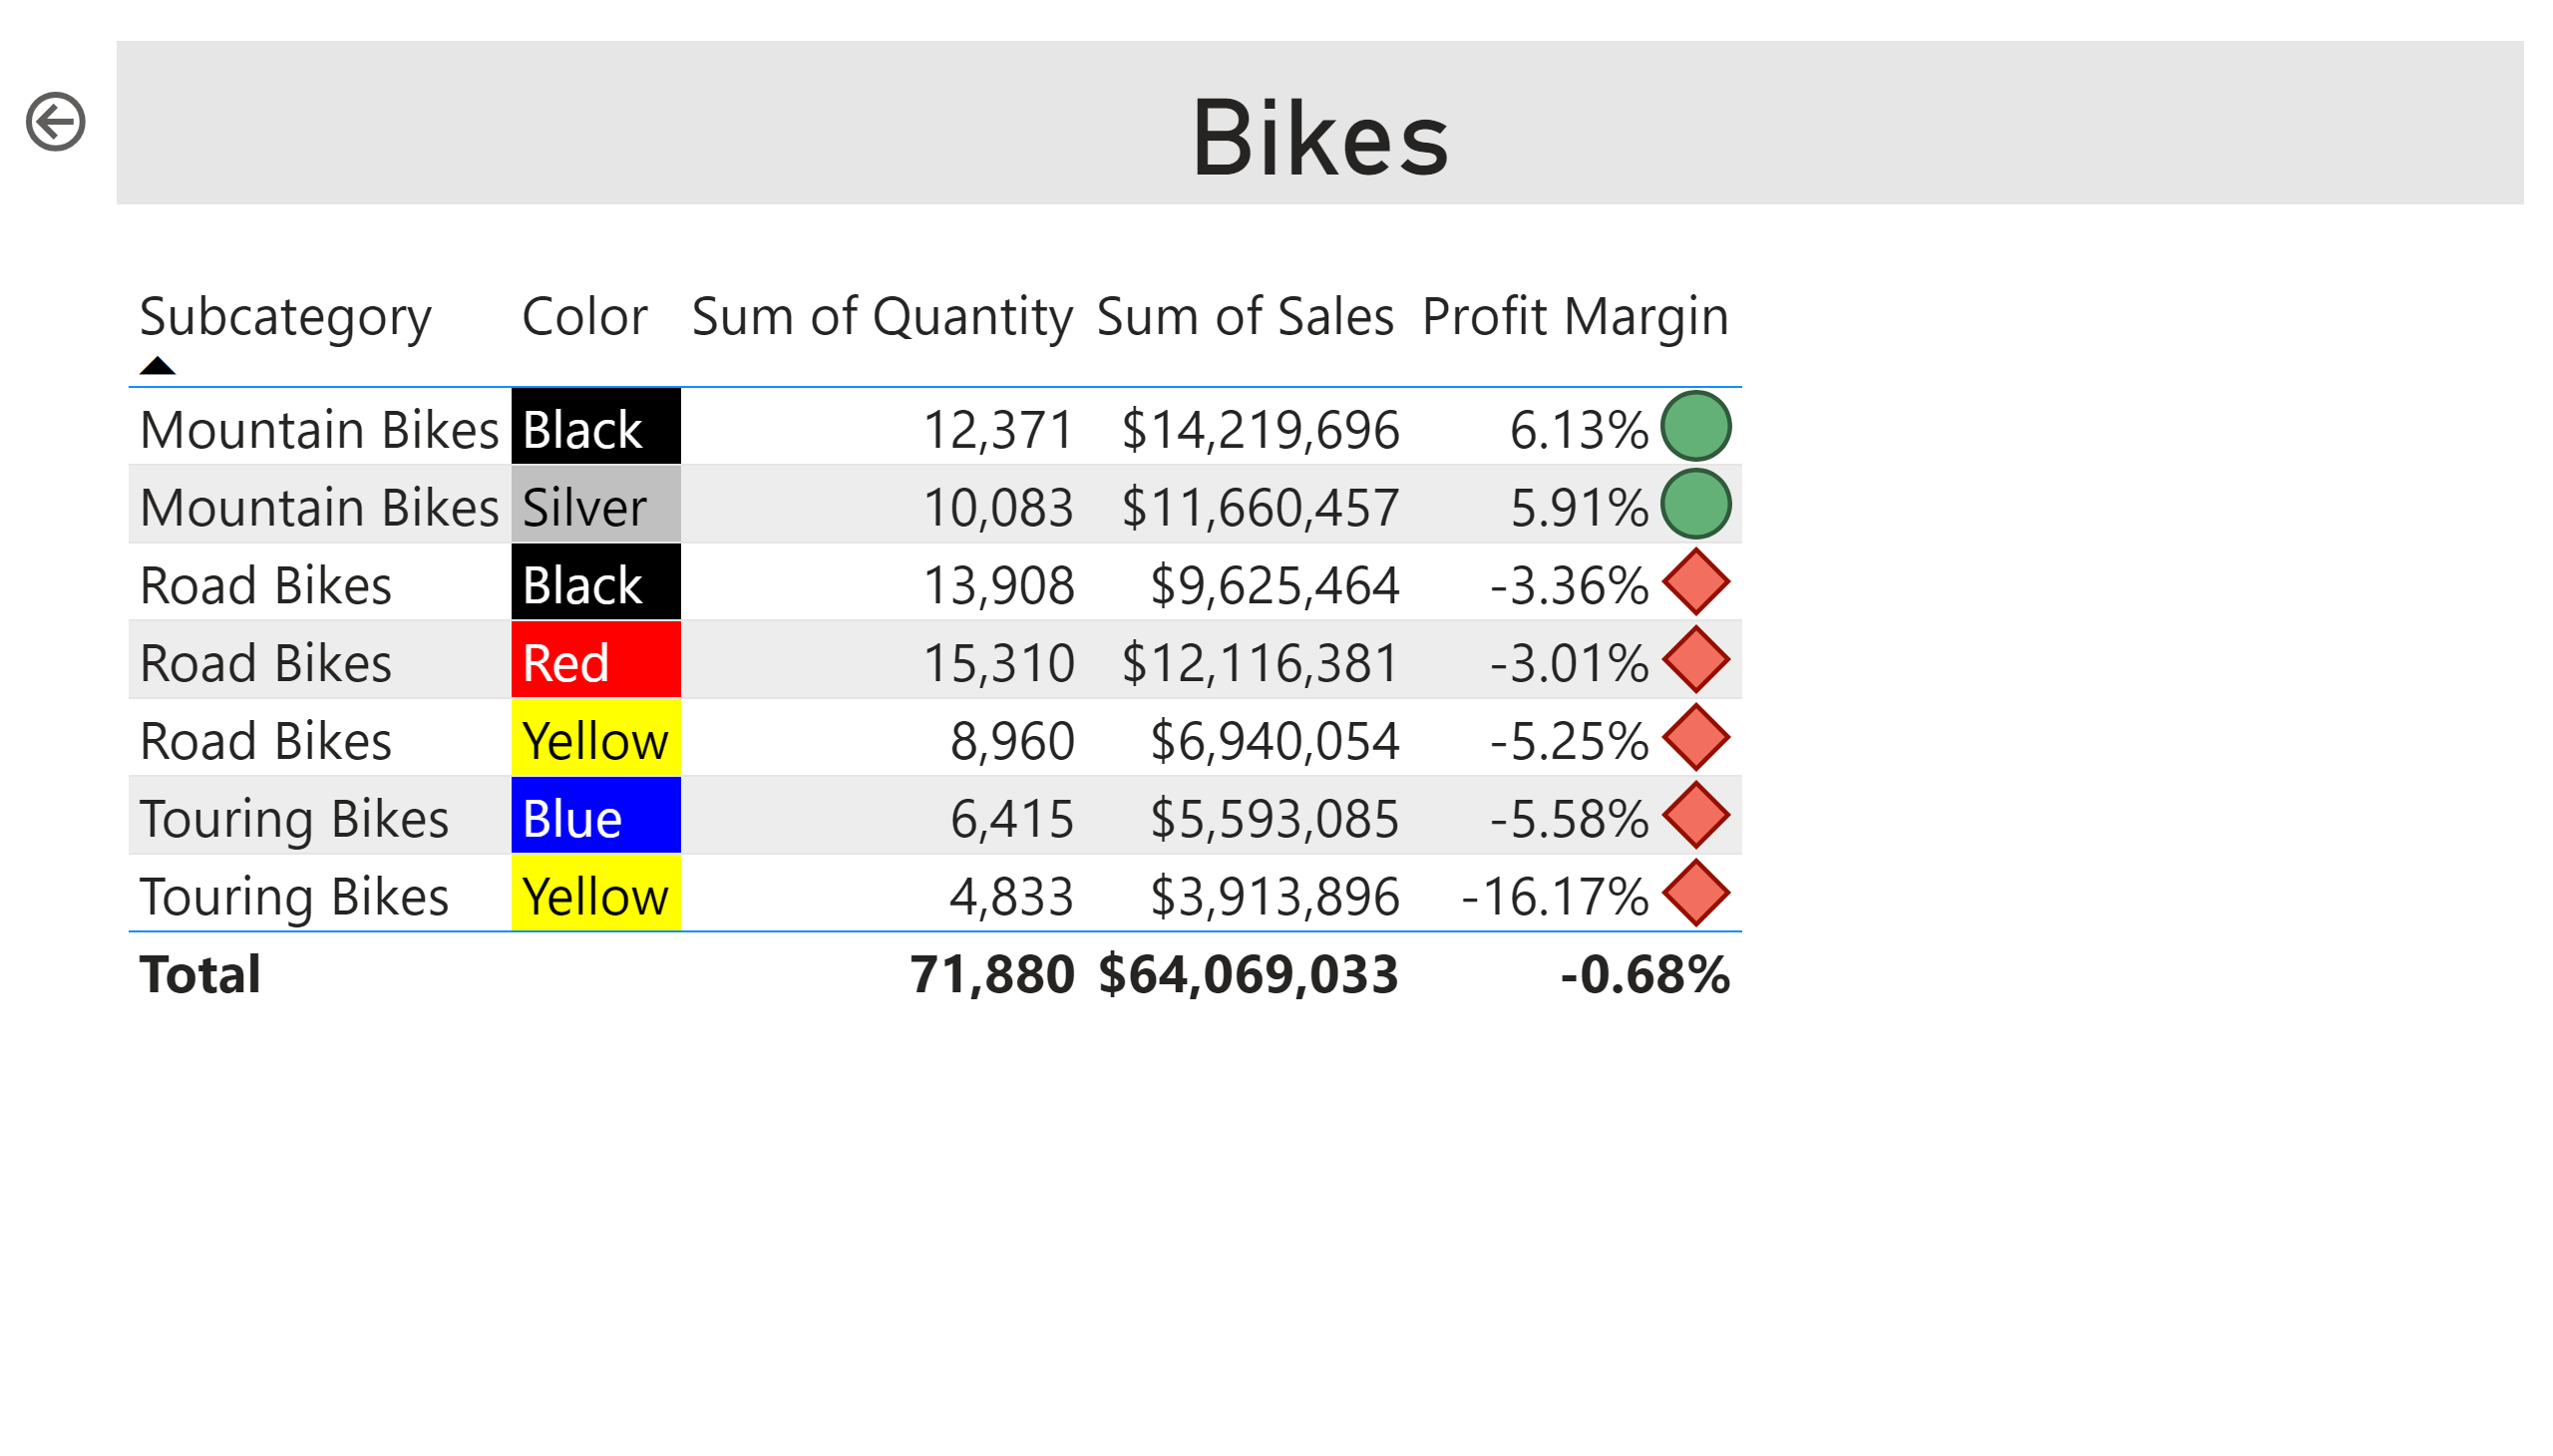 Bikes
Subcategory Color Sum of Quantity Sum of Sales Profit Margin
Mountain Bikes Black 12,371 $14,219,696 6.13%
Mountain Bikes Silver 10,083 $11,660,457 5.91%
Road Bikes Black 13,908 $9,625,464 -3.36%
Road Bikes Red 15,310 $12,116,381 -3.01%
Road Bikes Yellow 8,960 $6,940,054 -5.25%
Touring Bikes Blue 6,415 $5,593,085 -5.58%
Touring Bikes Yellow 4,833 $3,913,896 -16.17%
Total 71,880 $64,069,033 -0.68%